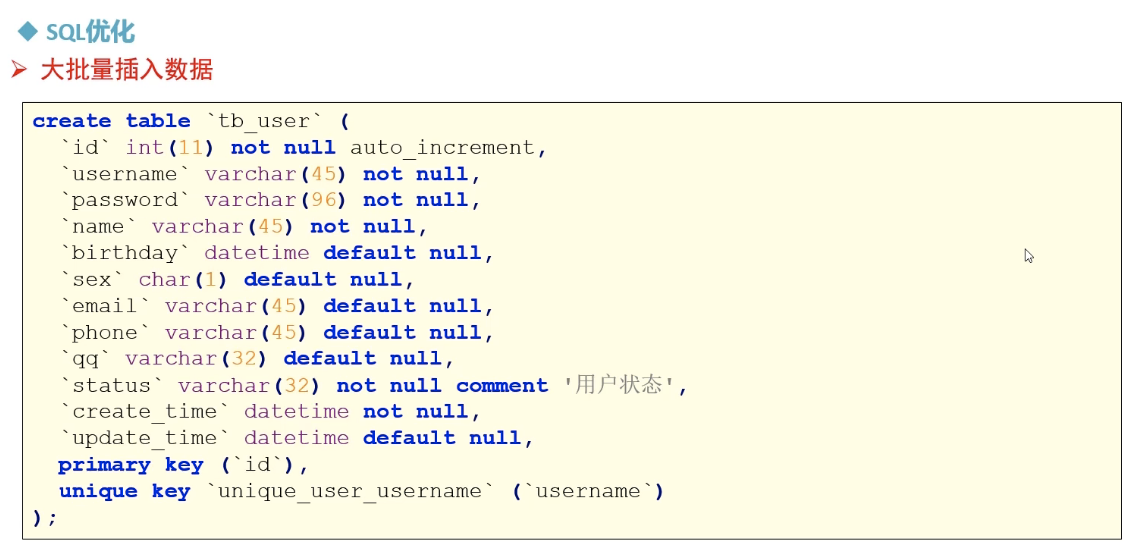 ◆ SQL优化
➢ 大批量插入数据
create table `tb_user` (
  `id` int(11) not null auto_increment,
  `username` varchar(45) not null,
  `password` varchar(96) not null,
  `name` varchar(45) not null,
  `birthday` datetime default null,
  `sex` char(1) default null,
  `email` varchar(45) default null,
  `phone` varchar(45) default null,
  `qq` varchar(32) default null,
  `status` varchar(32) not null comment '用户状态',
  `create_time` datetime not null,
  `update_time` datetime default null,
  primary key (`id`),
  unique key `unique_user_username` (`username`)
);